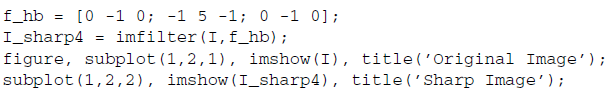 f_hb = [0 -1 0; -1 5 -1; 0 -1 0];
I_sharp4 = imfilter(I,f_hb);
figure, subplot(1,2,1), imshow(I), title(’Original Image’);
subplot(1,2,2), imshow(I_sharp4), title(’Sharp Image’);